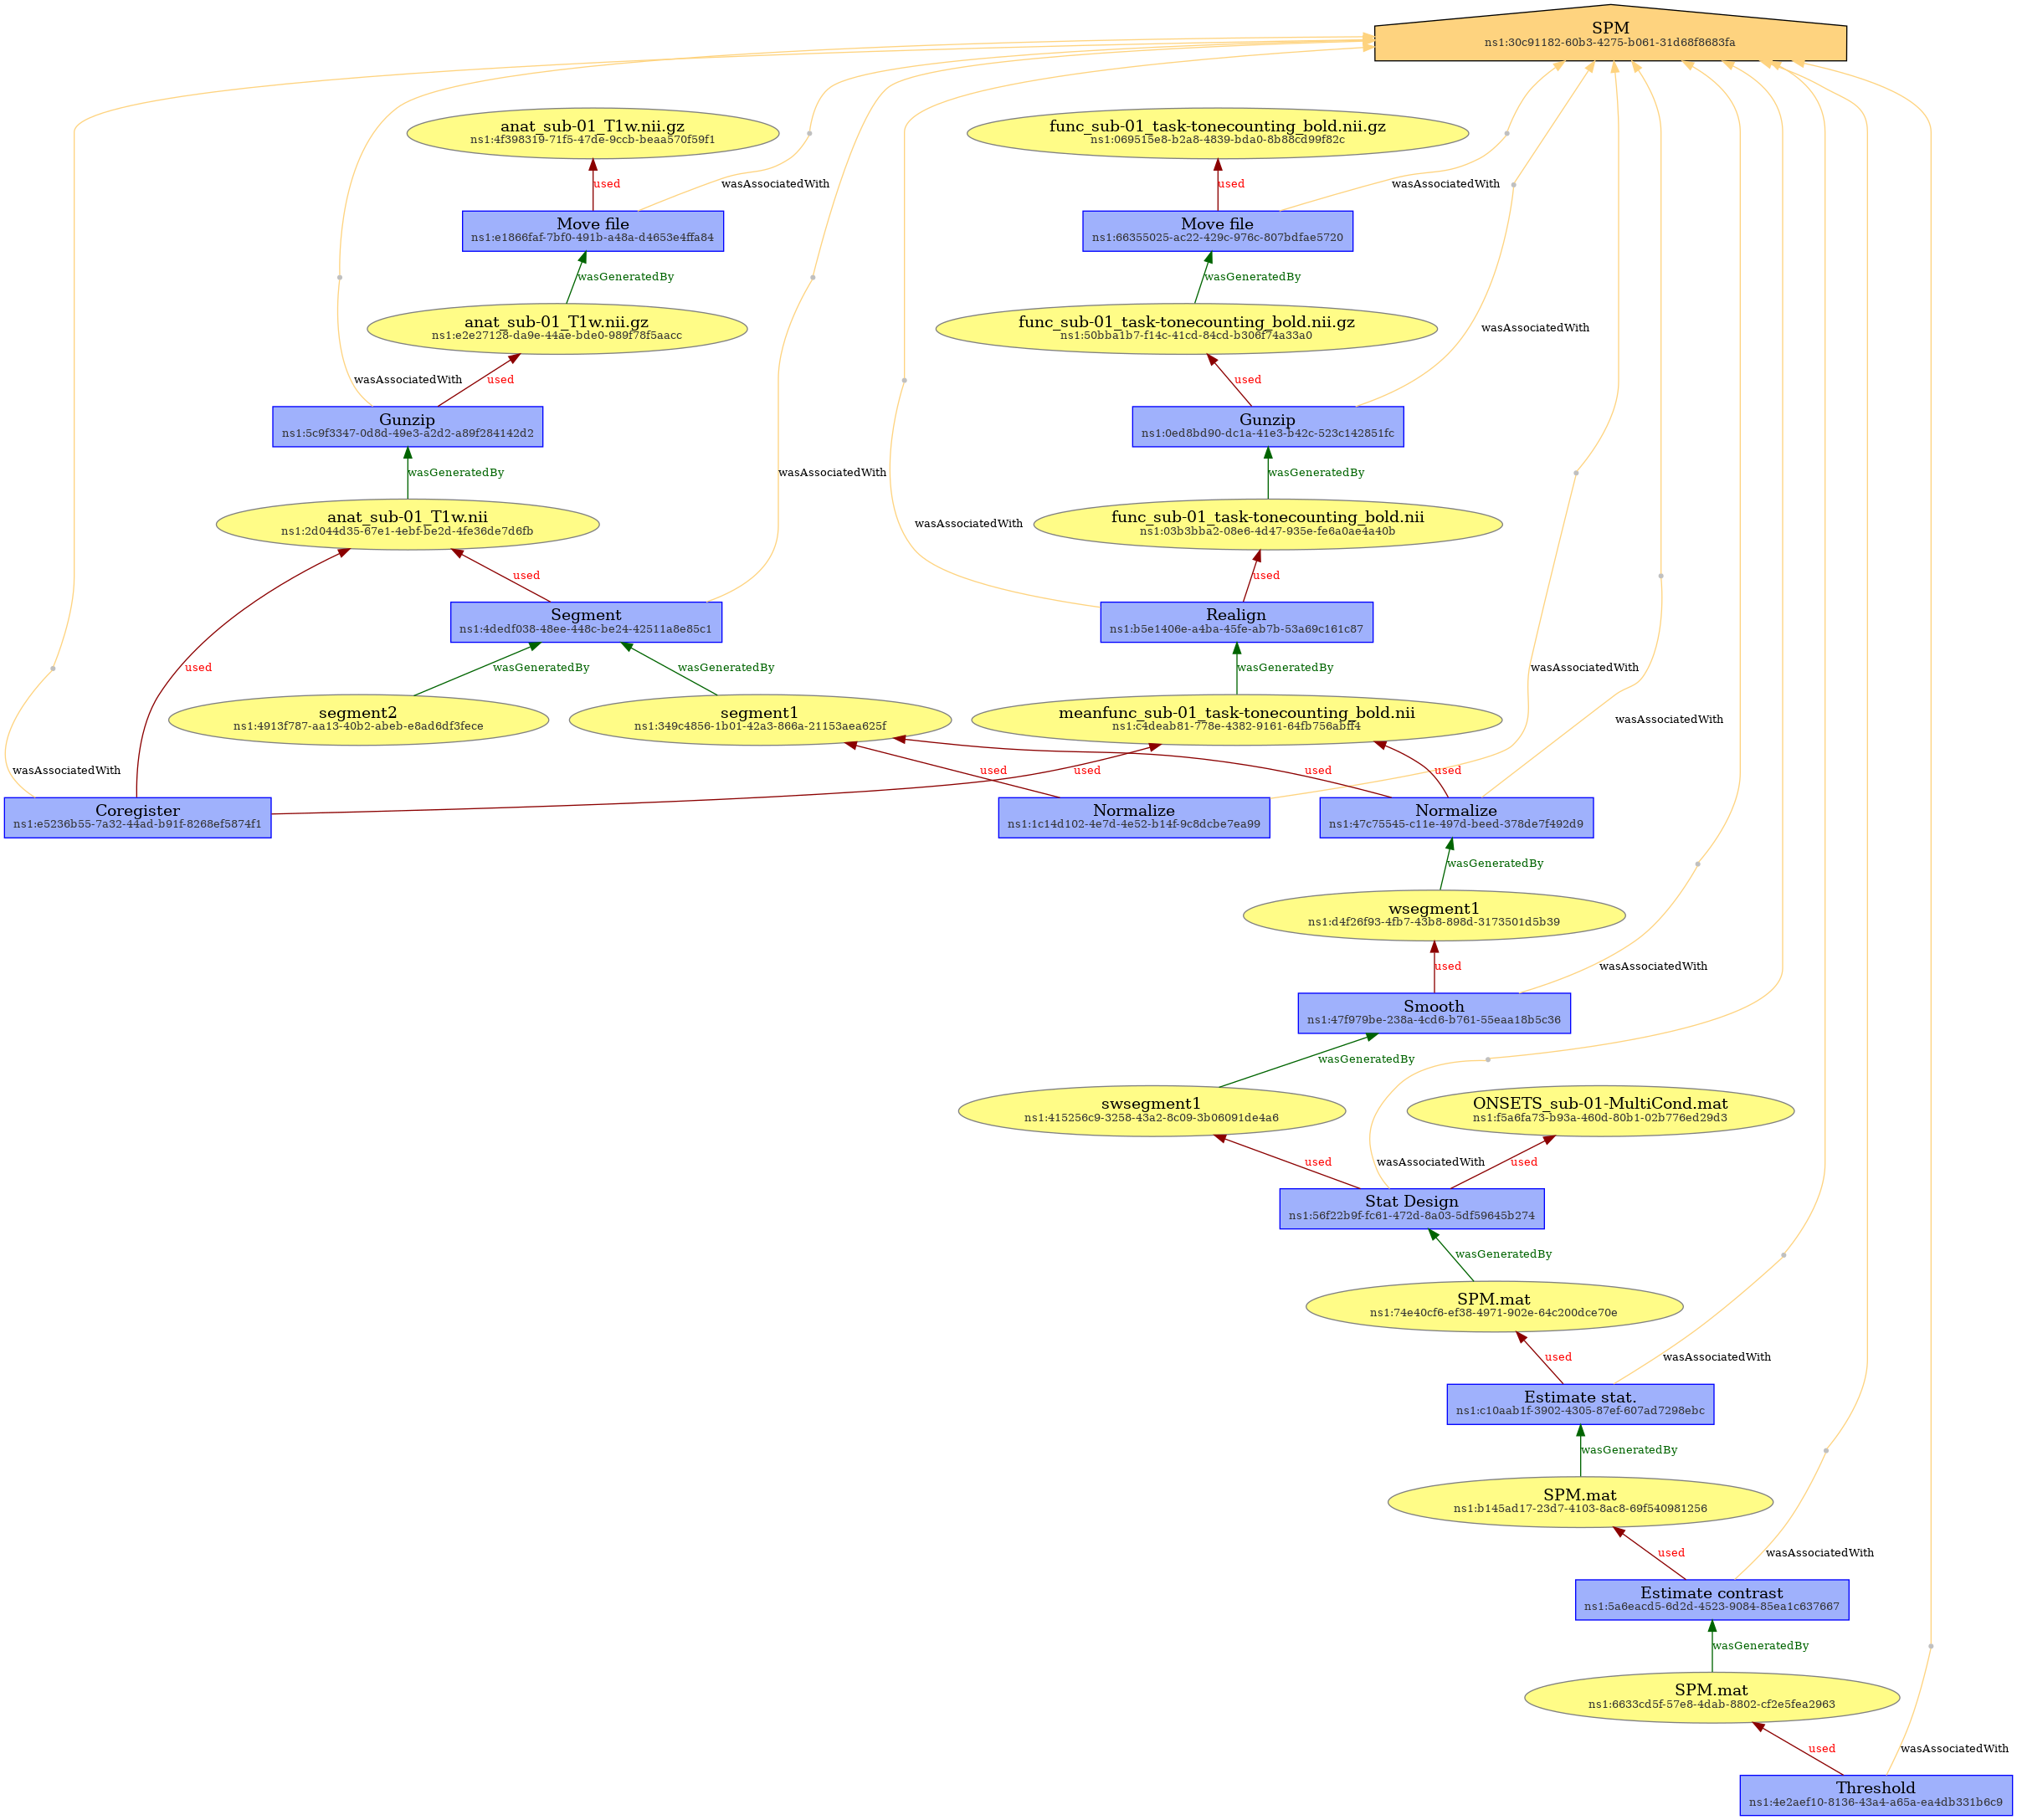 SPM
ns1:30c91182-60b3-4275-b061-31d68f8683fa
anat_sub-01_T1w.nii.gz
ns1:4f398319-71f5-47de-9ccb-beaa570f59f1
func_sub-01_task-tonecounting_bold.nii.gz
ns1:069515e8-b2a8-4839-bda0-8b88cd99f82c
used
wasAssociatedWith
used
wasAssociatedWith
Move file
ns1:e1866faf-7bf0-491b-a48a-d4653e4ffa84
Move file
ns1:66355025-ac22-429c-976c-807bdfae5720
wasGeneratedBy
wasGeneratedBy
anat_sub-01_T1w.nii.gz
ns1:e2e27128-da9e-44ae-bde0-989f78f5aacc
func_sub-01_task-tonecounting_bold.nii.gz
ns1:50bba1b7-f14c-41cd-84cd-b306f74a33a0
wasAssociatedWith
wasAssociatedWith
used
used
Gunzip
ns1:5c9f3347-0d8d-49e3-a2d2-a89f284142d2
Gunzip
ns1:0ed8bd90-dc1a-41e3-b42c-523c142851fc
wasGeneratedBy
wasAssociatedWith
wasGeneratedBy
anat_sub-01_T1w.nii
ns1:2d044d35-67e1-4ebf-be2d-4fe36de7d6fb
wasAssociatedWith
func_sub-01_task-tonecounting_bold.nii
ns1:03b3bba2-08e6-4d47-935e-fe6a0ae4a40b
used
used
Segment
ns1:4dedf038-48ee-448c-be24-42511a8e85c1
Realign
ns1:b5e1406e-a4ba-45fe-ab7b-53a69c161c87
used
wasGeneratedBy
wasGeneratedBy
wasGeneratedBy
wasAssociatedWith
segment2
ns1:4913f787-aa13-40b2-abeb-e8ad6df3fece
segment1
ns1:349c4856-1b01-42a3-866a-21153aea625f
meanfunc_sub-01_task-tonecounting_bold.nii
ns1:c4deab81-778e-4382-9161-64fb756abff4
wasAssociatedWith
wasAssociatedWith
used
used
used
used
Coregister
ns1:e5236b55-7a32-44ad-b91f-8268ef5874f1
Normalize
ns1:1c14d102-4e7d-4e52-b14f-9c8dcbe7ea99
Normalize
ns1:47c75545-c11e-497d-beed-378de7f492d9
wasGeneratedBy
wsegment1
ns1:d4f26f93-4fb7-43b8-898d-3173501d5b39
used
wasAssociatedWith
Smooth
ns1:47f979be-238a-4cd6-b761-55eaa18b5c36
wasGeneratedBy
swsegment1
ns1:415256c9-3258-43a2-8c09-3b06091de4a6
ONSETS_sub-01-MultiCond.mat
ns1:f5a6fa73-b93a-460d-80b1-02b776ed29d3
used
wasAssociatedWith
used
Stat Design
ns1:56f22b9f-fc61-472d-8a03-5df59645b274
wasGeneratedBy
SPM.mat
ns1:74e40cf6-ef38-4971-902e-64c200dce70e
used
wasAssociatedWith
Estimate stat.
ns1:c10aab1f-3902-4305-87ef-607ad7298ebc
wasGeneratedBy
SPM.mat
ns1:b145ad17-23d7-4103-8ac8-69f540981256
used
wasAssociatedWith
Estimate contrast
ns1:5a6eacd5-6d2d-4523-9084-85ea1c637667
wasGeneratedBy
SPM.mat
ns1:6633cd5f-57e8-4dab-8802-cf2e5fea2963
used
wasAssociatedWith
Threshold
ns1:4e2aef10-8136-43a4-a65a-ea4db331b6c9